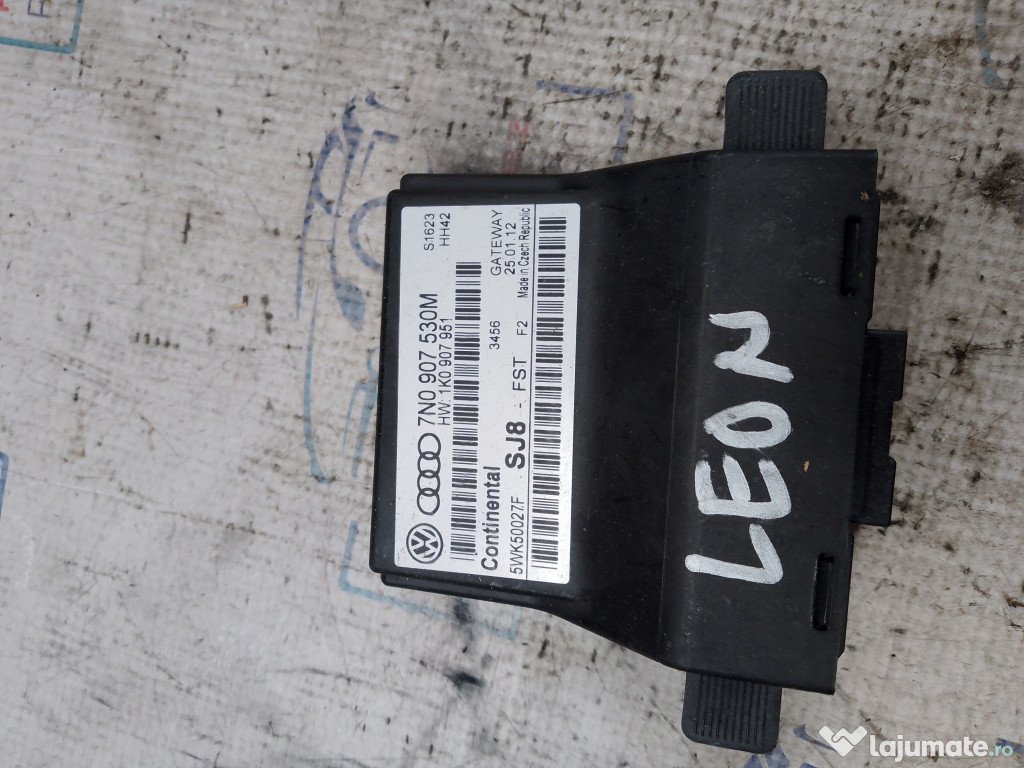 7N0 907 530M
HW: 1K0 907 951
S1623
HH42
Continental
3456
GATEWAY
5WK50027F
SJ8 - FST
F2
25.01.12
Made in Czech Republic
LEON
lajumate.ro